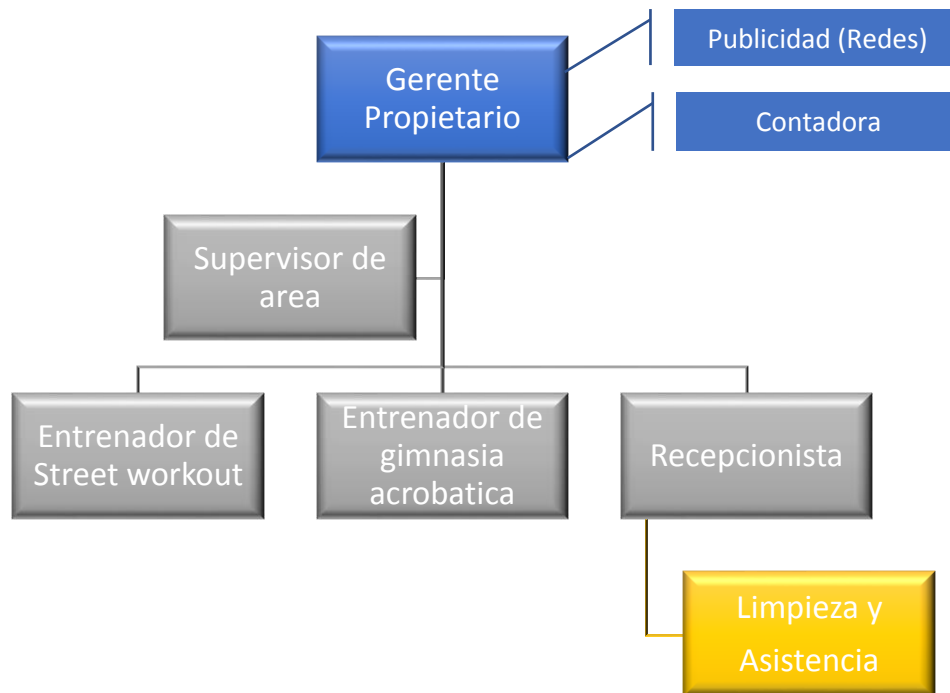 Publicidad (Redes)
Gerente
Propietario
Contadora
Supervisor de
area
Entrenador de
Street workout
Entrenador de
gimnasia
acrobatica
Recepcionista
Limpieza y
Asistencia